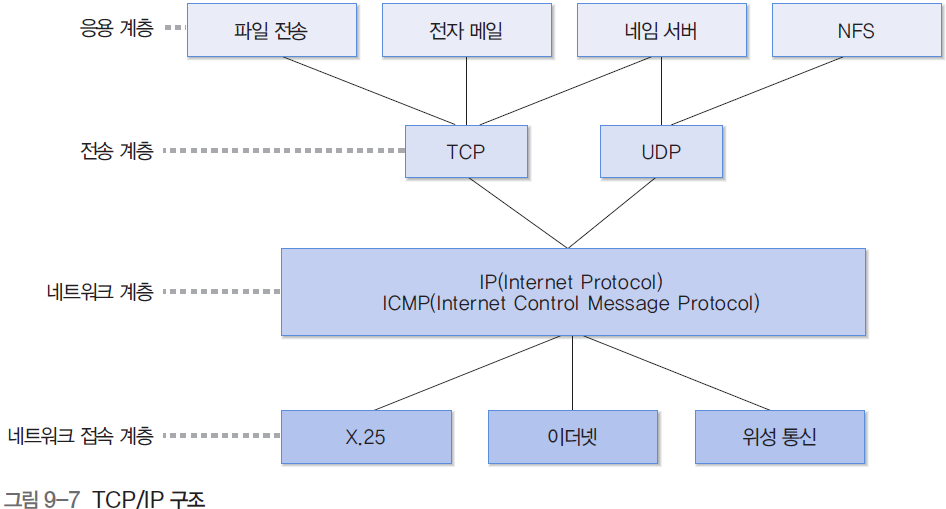 응용 계층
파일 전송
전자 메일
네임 서버
NFS
전송 계층
TCP
UDP
네트워크 계층
IP(Internet Protocol)
ICMP(Internet Control Message Protocol)
네트워크 접속 계층
X.25
이더넷
위성 통신
그림 9-7 TCP/IP 구조